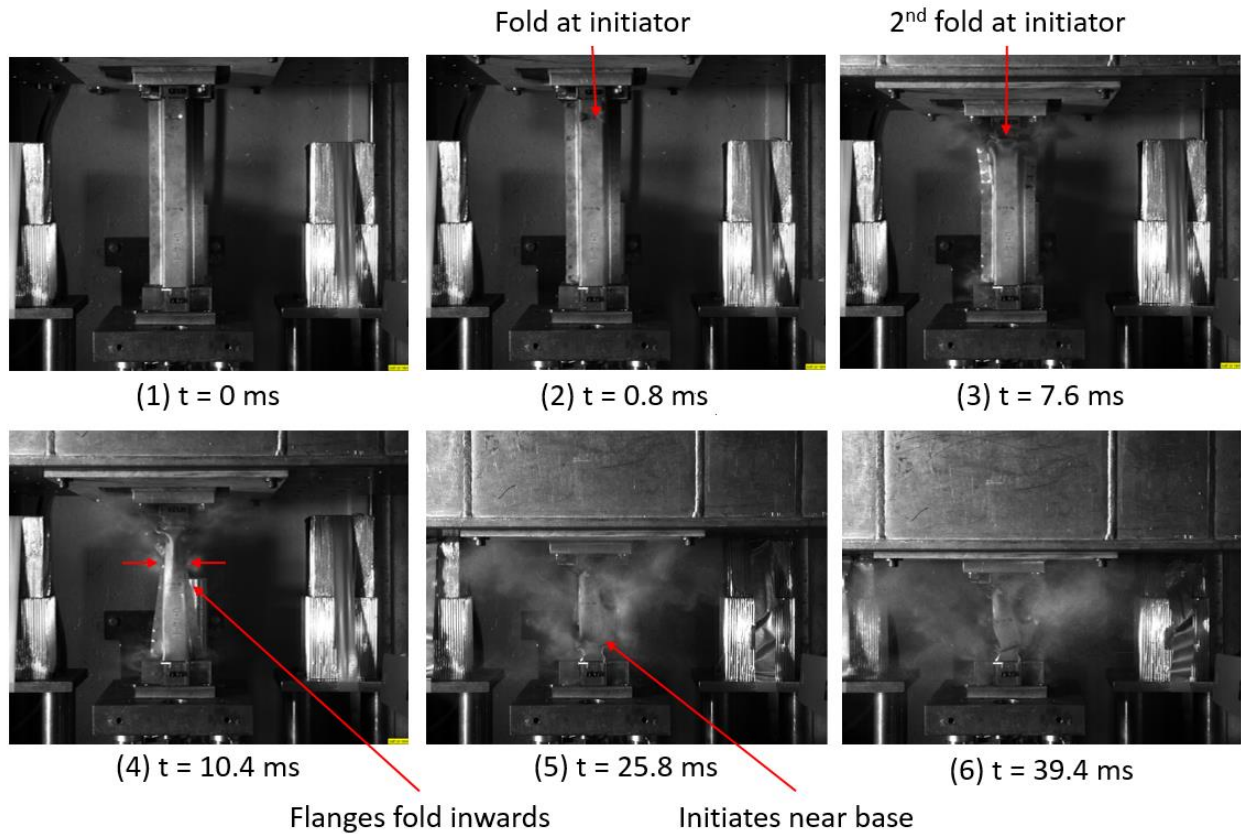 Fold at initiator
2nd fold at initiator
(1) t = 0 ms
(2) t = 0.8 ms
(3) t = 7.6 ms
(4) t = 10.4 ms
(5) t = 25.8 ms
(6) t = 39.4 ms
Flanges fold inwards
Initiates near base